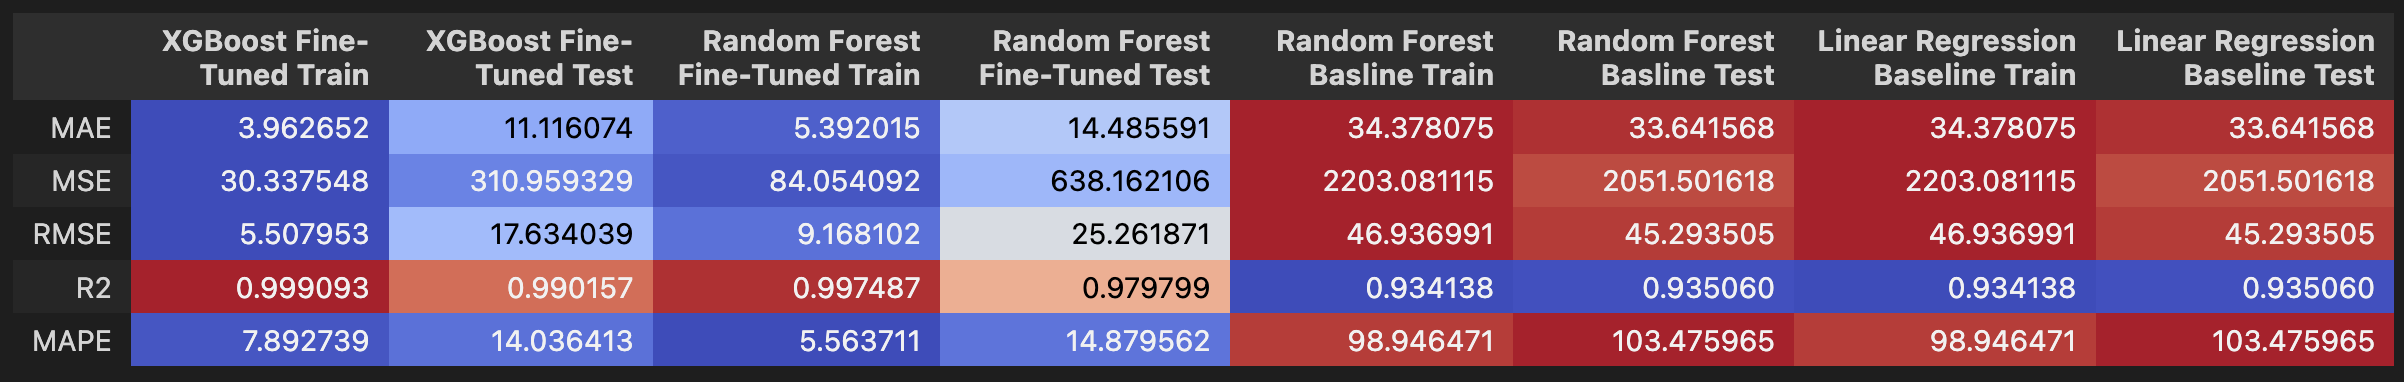 XGBoost Fine-Tuned Train XGBoost Fine-Tuned Test Random Forest Fine-Tuned Train Random Forest Fine-Tuned Test Random Forest Basline Train Random Forest Basline Test Linear Regression Baseline Train Linear Regression Baseline Test
MAE 3.962652 11.116074 5.392015 14.485591 34.378075 33.641568 34.378075 33.641568
MSE 30.337548 310.959329 84.054092 638.162106 2203.081115 2051.501618 2203.081115 2051.501618
RMSE 5.507953 17.634039 9.168102 25.261871 46.936991 45.293505 46.936991 45.293505
R2 0.999093 0.990157 0.997487 0.979799 0.934138 0.935060 0.934138 0.935060
MAPE 7.892739 14.036413 5.563711 14.879562 98.946471 103.475965 98.946471 103.475965